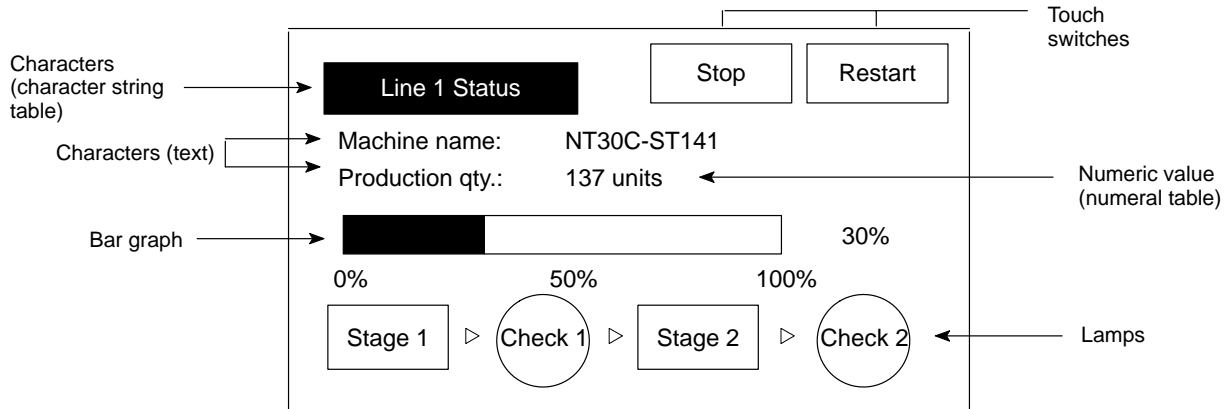 Touch
switches
Characters
(character string
table)
Line 1 Status
Stop
Restart
Characters (text)
Machine name: NT30C-ST141
Production qty.: 137 units
Numeric value
(numeral table)
Bar graph
30%
0% 50% 100%
Stage 1
Check 1
Stage 2
Check 2
Lamps